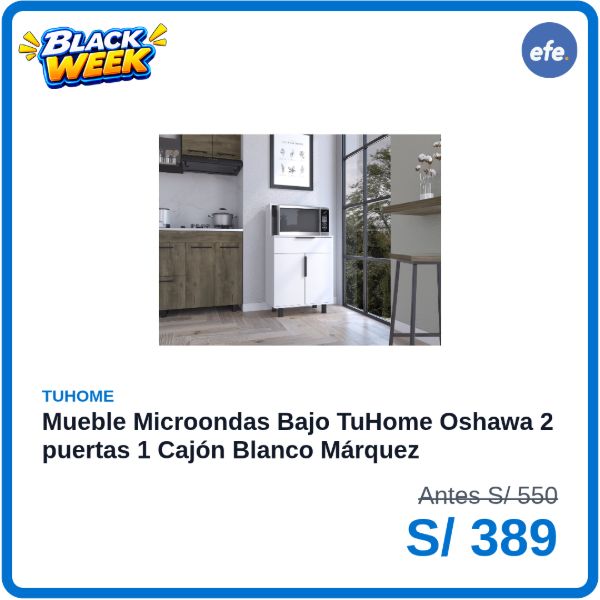 BLACK
WEEK
efe.
TUHOME
Mueble Microondas Bajo TuHome Oshawa 2
puertas 1 Cajón Blanco Márquez
Antes S/ 550
S/ 389